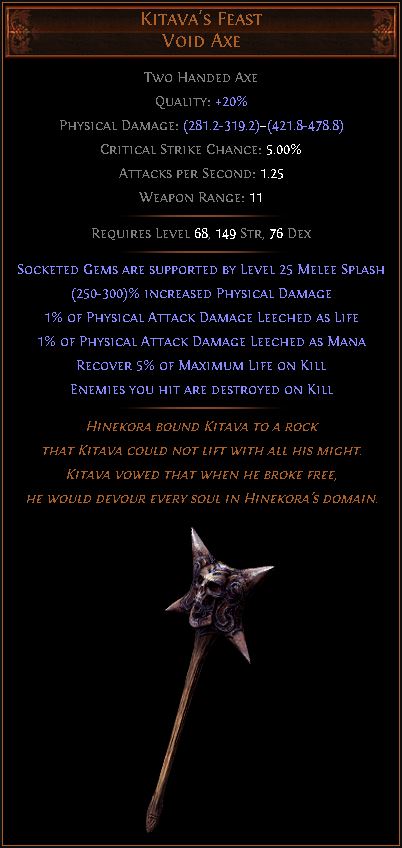 Kitava's Feast
Void Axe
Two Handed Axe
Quality: +20%
Physical Damage: (281.2-319.2)–(421.8-478.8)
Critical Strike Chance: 5.00%
Attacks per Second: 1.25
Weapon Range: 11
Requires Level 68, 149 Str, 76 Dex
Socketed Gems are supported by Level 25 Melee Splash
(250-300)% increased Physical Damage
1% of Physical Attack Damage Leeched as Life
1% of Physical Attack Damage Leeched as Mana
Recover 5% of Maximum Life on Kill
Enemies you hit are destroyed on Kill
Hinekora bound Kitava to a rock
that Kitava could not lift with all his might.
Kitava vowed that when he broke free,
he would devour every soul in Hinekora's domain.